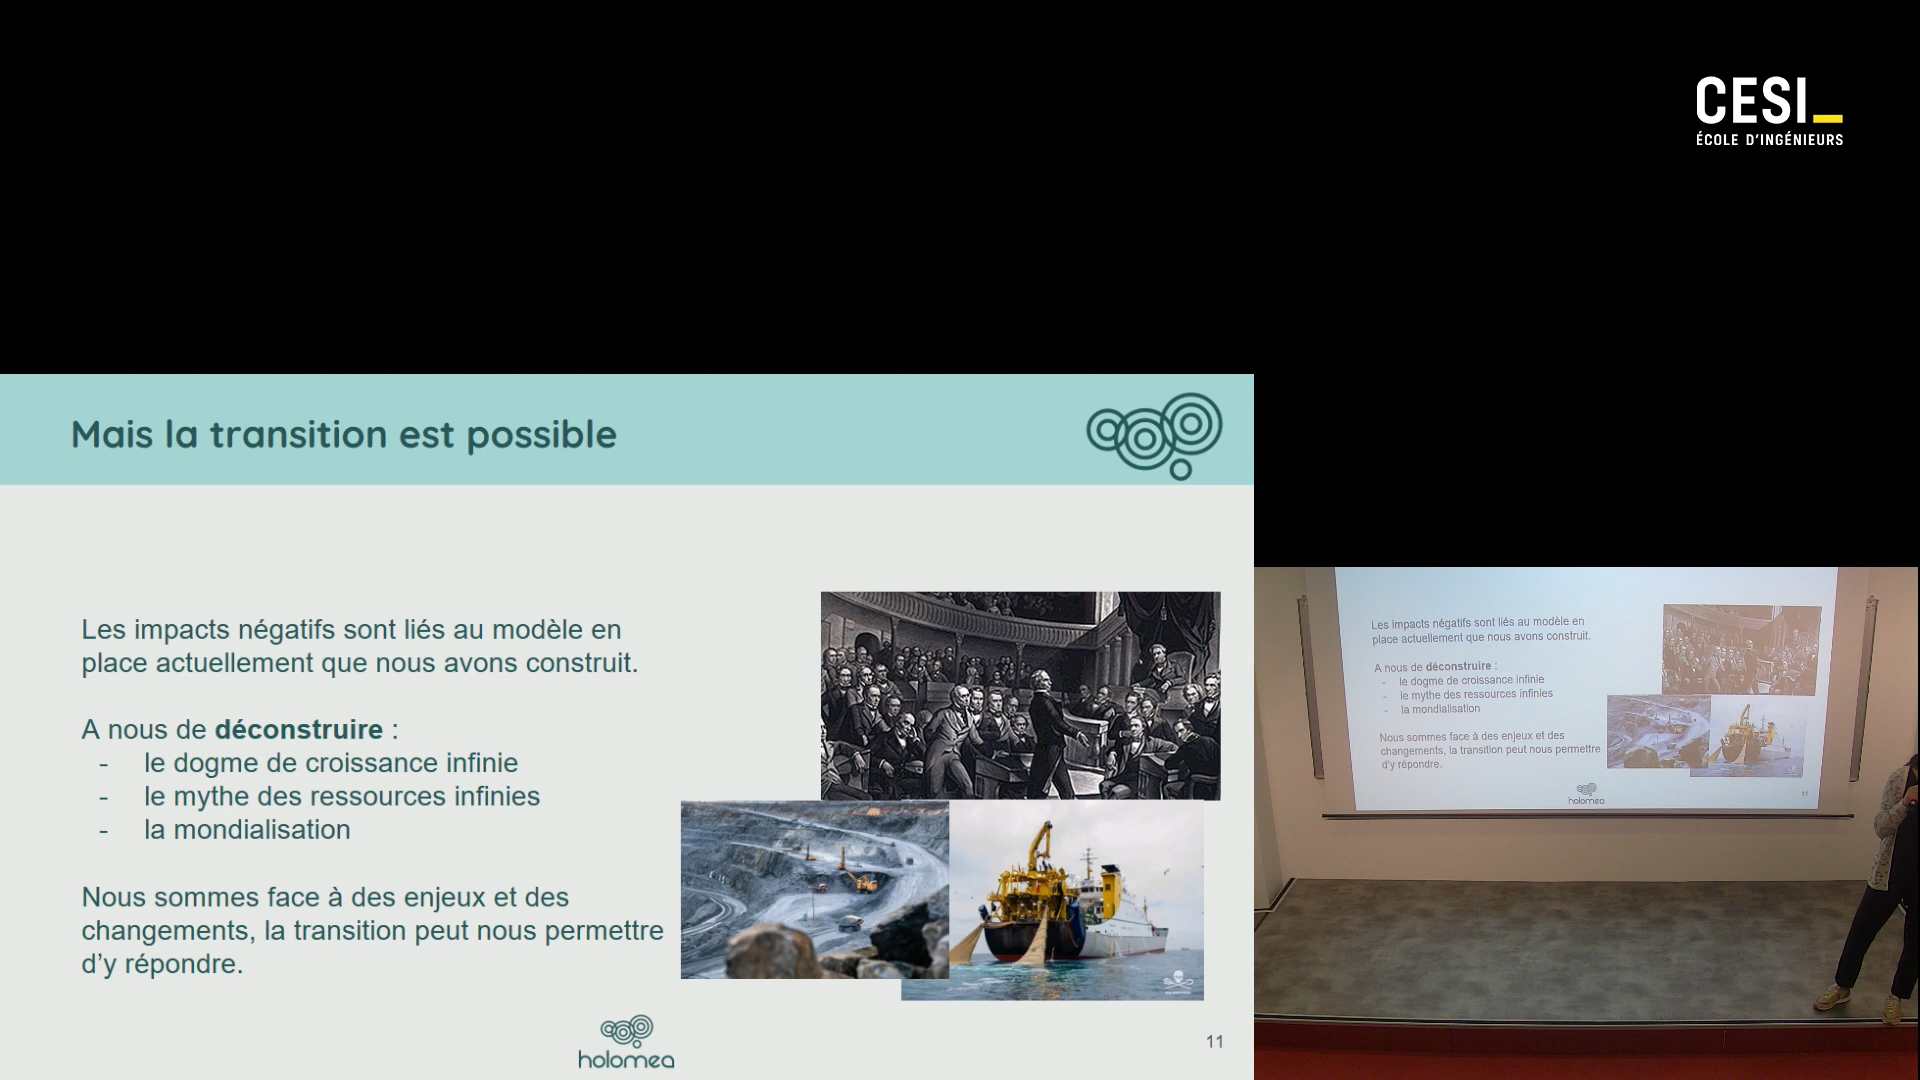 CESI_
ÉCOLE D'INGÉNIEURS
Mais la transition est possible
Les impacts négatifs sont liés au modèle en
place actuellement que nous avons construit.
A nous de déconstruire :
- le dogme de croissance infinie
- le mythe des ressources infinies
- la mondialisation
Nous sommes face à des enjeux et des
changements, la transition peut nous permettre
d'y répondre.
holomea
11
Les impacts négatifs sont liés au modèle en
place actuellement que nous avons construit.
A nous de déconstruire :
- le dogme de croissance infinie
- le mythe des ressources infinies
- la mondialisation
Nous sommes face à des enjeux et des
changements, la transition peut nous permettre
d'y répondre.
holomea
11